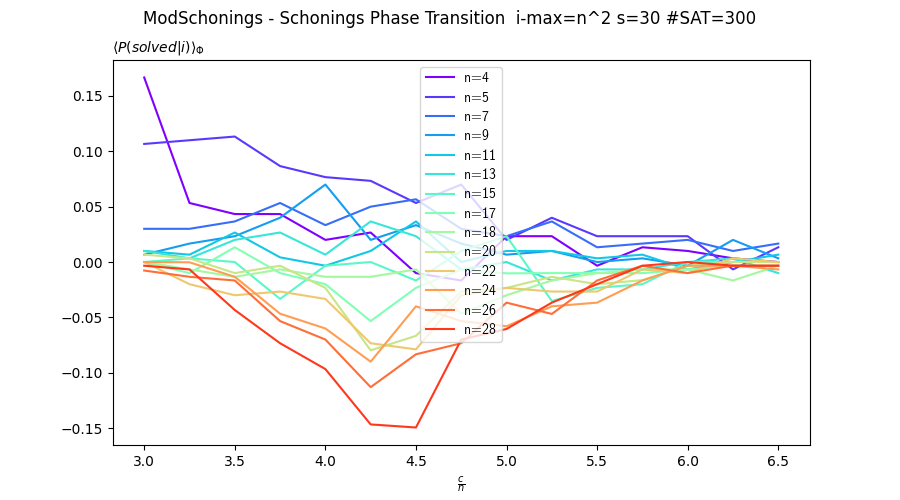 ModSchonings - Schonings Phase Transition  i-max=n^2 s=30 #SAT=300
⟨P(solved|i)⟩Φ
0.15
0.10
0.05
0.00
−0.05
−0.10
−0.15
n=4
n=5
n=7
n=9
n=11
n=13
n=15
n=17
n=18
n=20
n=22
n=24
n=26
n=28
3.0 3.5 4.0 4.5 5.0 5.5 6.0 6.5
c/n